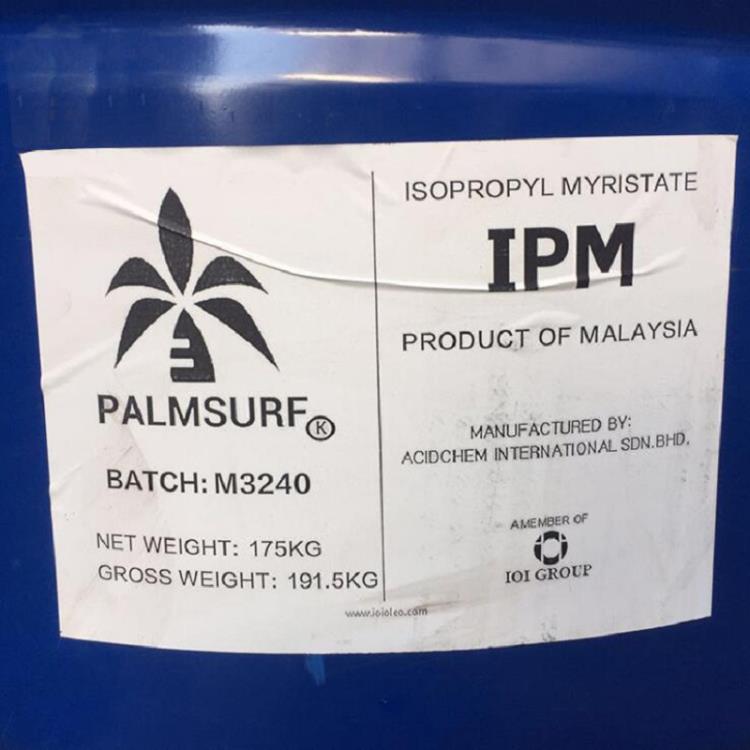 PALMSURF K
BATCH: M3240
NET WEIGHT: 175KG
GROSS WEIGHT: 191.5KG
ISOPROPYL MYRISTATE
IPM
PRODUCT OF MALAYSIA
MANUFACTURED BY:
ACIDCHEM INTERNATIONAL SDN.BHD.
A MEMBER OF
IOI GROUP
www.ioioleo.com